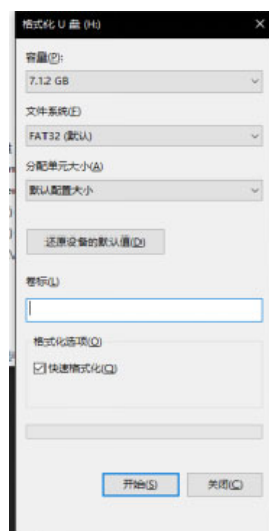 格式化 U 盘 (H:)
容量(P):
7.12 GB
文件系统(F)
FAT32 (默认)
分配单元大小(A)
默认配置大小
还原设备的默认值(D)
卷标(L)
格式化选项(O)
快速格式化(Q)
开始(S)
关闭(C)